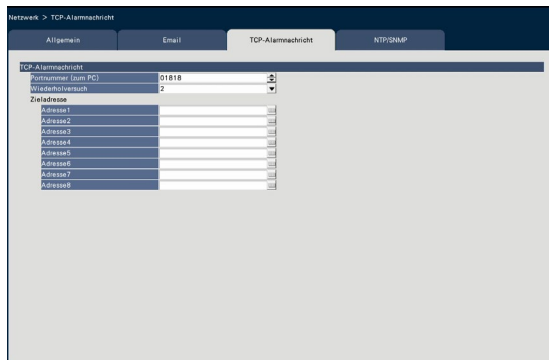 Netzwerk > TCP-Alarmnachricht
Allgemein Email TCP-Alarmnachricht NTP/SNMP
TCP-Alarmnachricht
Portnummer (zum PC) 01818
Wiederholversuch 2
Zieladresse
Adresse1
Adresse2
Adresse3
Adresse4
Adresse5
Adresse6
Adresse7
Adresse8